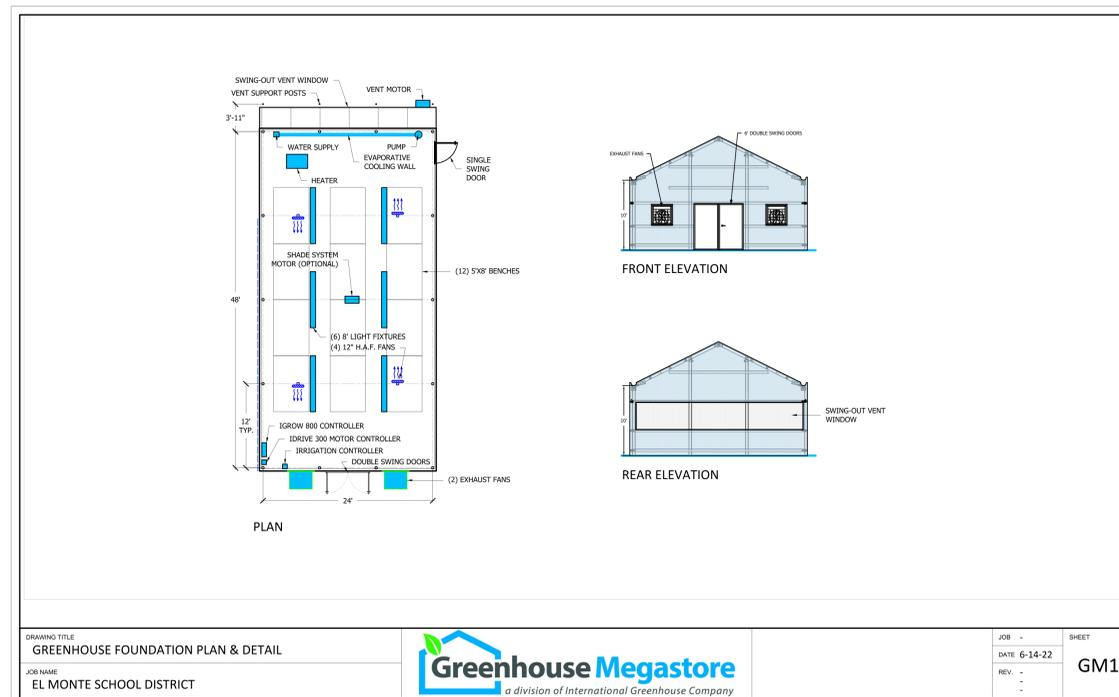 SWING-OUT VENT WINDOW
VENT SUPPORT POSTS
VENT MOTOR
3'-11"
WATER SUPPLY
PUMP
EVAPORATIVE
COOLING WALL
SINGLE
SWING
DOOR
HEATER
SHADE SYSTEM
MOTOR (OPTIONAL)
(12) 5'X8' BENCHES
48'
(6) 8' LIGHT FIXTURES
(4) 12" H.A.F. FANS
12'
TYP.
IGROW 800 CONTROLLER
IDRIVE 300 MOTOR CONTROLLER
IRRIGATION CONTROLLER
DOUBLE SWING DOORS
(2) EXHAUST FANS
24'
PLAN
6' DOUBLE SWING DOORS
EXHAUST FANS
10'
FRONT ELEVATION
10'
SWING-OUT VENT
WINDOW
REAR ELEVATION
DRAWING TITLE
GREENHOUSE FOUNDATION PLAN & DETAIL
JOB NAME
EL MONTE SCHOOL DISTRICT
Greenhouse Megastore
a division of International Greenhouse Company
JOB -
DATE 6-14-22
REV. -
-
SHEET
GM1